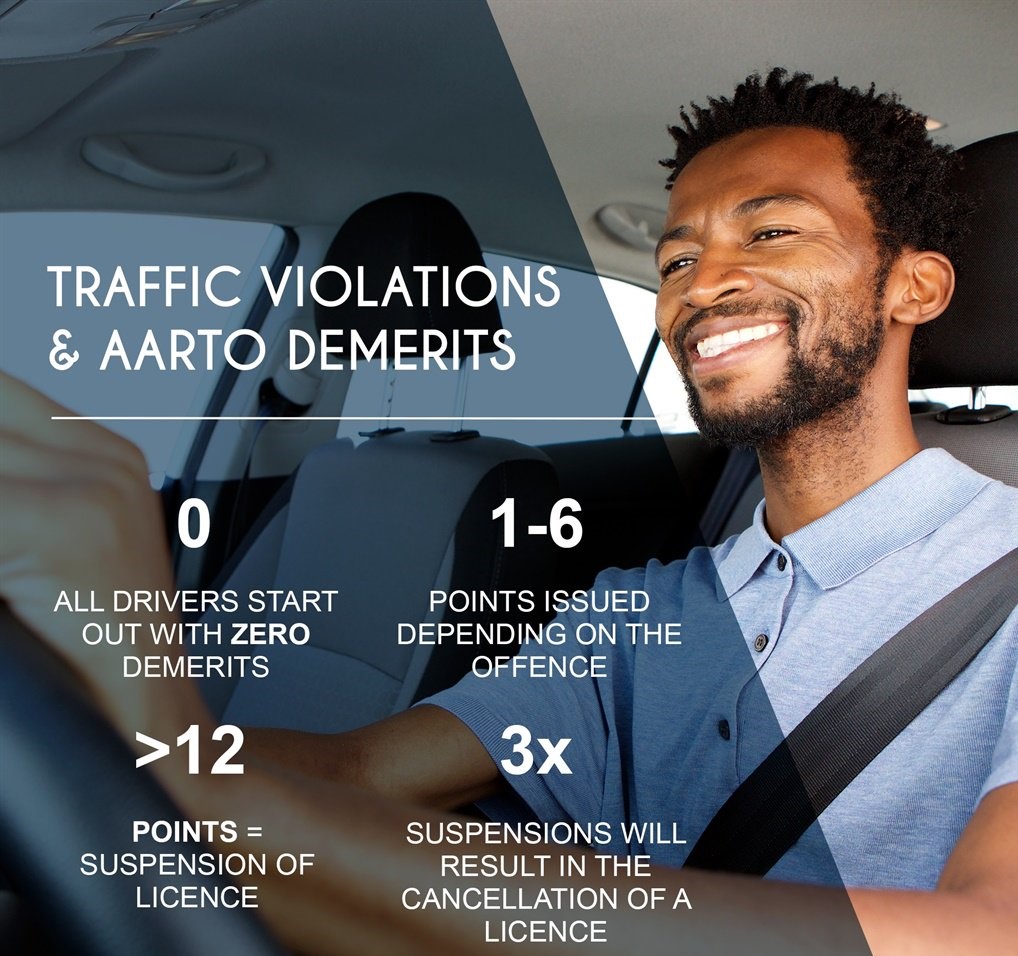 TRAFFIC VIOLATIONS
& AARTO DEMERITS
0
ALL DRIVERS START
OUT WITH ZERO
DEMERITS
1-6
POINTS ISSUED
DEPENDING ON THE
OFFENCE
>12
POINTS =
SUSPENSION OF
LICENCE
3x
SUSPENSIONS WILL
RESULT IN THE
CANCELLATION OF A
LICENCE